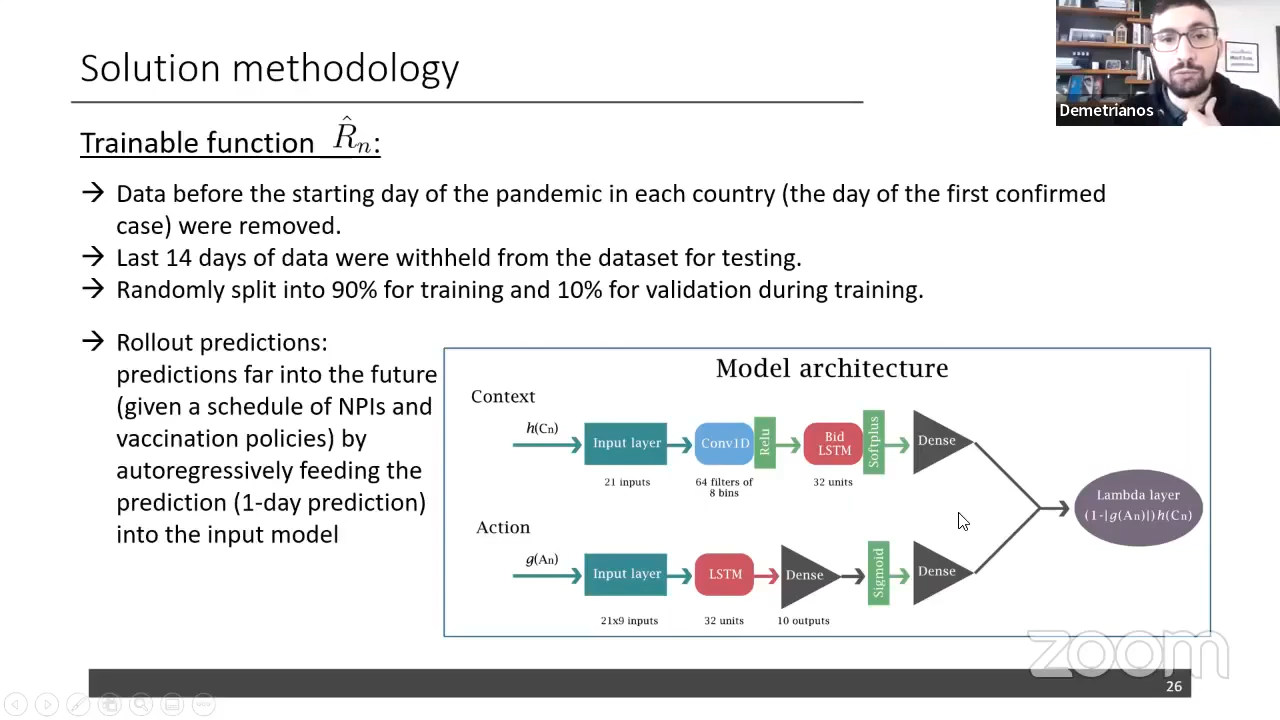 Solution methodology
Demetrianos
Trainable function R̂n:
→ Data before the starting day of the pandemic in each country (the day of the first confirmed
case) were removed.
→ Last 14 days of data were withheld from the dataset for testing.
→ Randomly split into 90% for training and 10% for validation during training.
→ Rollout predictions:
predictions far into the future
(given a schedule of NPIs and
vaccination policies) by
autoregressively feeding the
prediction (1-day prediction)
into the input model
Model architecture
Context
h(Cn)
Input layer
21 inputs
Conv1D
64 filters of
8 bins
Relu
Bid
LSTM
32 units
Softplus
Dense
Action
g(An)
Input layer
21x9 inputs
LSTM
32 units
Dense
10 outputs
Sigmoid
Dense
Lambda layer
(1-|g(An)|)h(Cn)
zoom
26